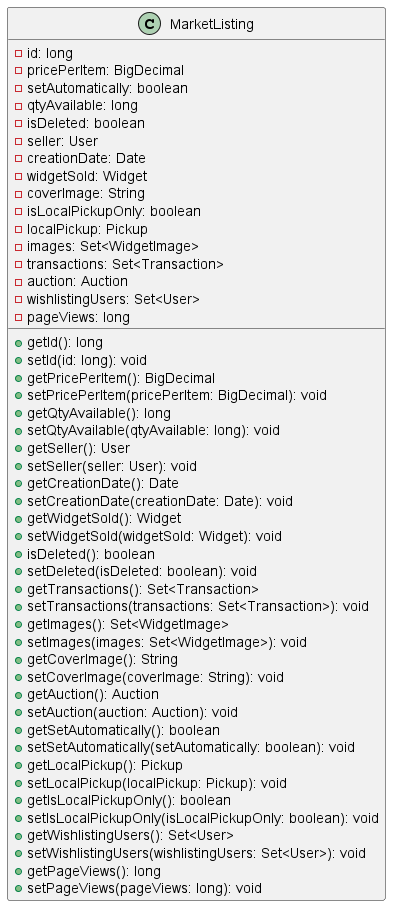 C MarketListing
id: long
pricePerItem: BigDecimal
setAutomatically: boolean
qtyAvailable: long
isDeleted: boolean
seller: User
creationDate: Date
widgetSold: Widget
coverImage: String
isLocalPickupOnly: boolean
localPickup: Pickup
images: Set<WidgetImage>
transactions: Set<Transaction>
auction: Auction
wishlistingUsers: Set<User>
pageViews: long
getId(): long
setId(id: long): void
getPricePerItem(): BigDecimal
setPricePerItem(pricePerItem: BigDecimal): void
getQtyAvailable(): long
setQtyAvailable(qtyAvailable: long): void
getSeller(): User
setSeller(seller: User): void
getCreationDate(): Date
setCreationDate(creationDate: Date): void
getWidgetSold(): Widget
setWidgetSold(widgetSold: Widget): void
isDeleted(): boolean
setDeleted(isDeleted: boolean): void
getTransactions(): Set<Transaction>
setTransactions(transactions: Set<Transaction>): void
getImages(): Set<WidgetImage>
setImages(images: Set<WidgetImage>): void
getCoverImage(): String
setCoverImage(coverImage: String): void
getAuction(): Auction
setAuction(auction: Auction): void
getSetAutomatically(): boolean
setSetAutomatically(setAutomatically: boolean): void
getLocalPickup(): Pickup
setLocalPickup(localPickup: Pickup): void
getIsLocalPickupOnly(): boolean
setIsLocalPickupOnly(isLocalPickupOnly: boolean): void
getWishlistingUsers(): Set<User>
setWishlistingUsers(wishlistingUsers: Set<User>): void
getPageViews(): long
setPageViews(pageViews: long): void